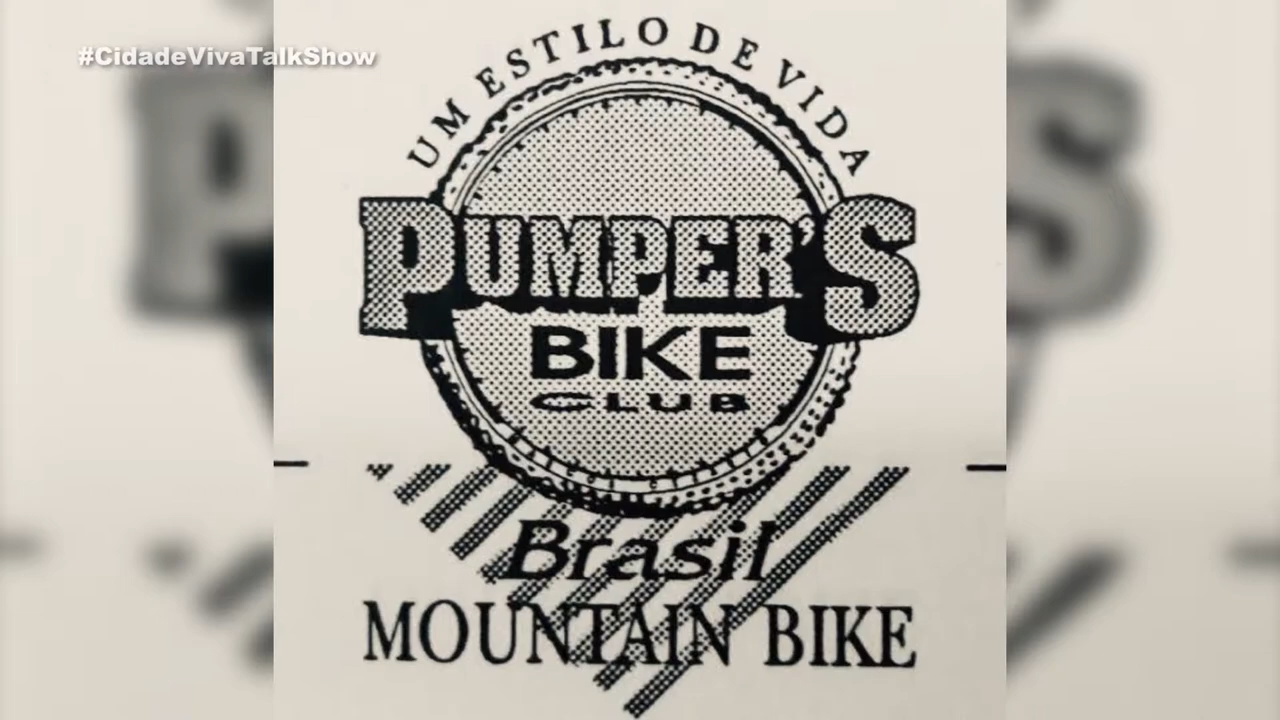 #CidadeVivaTalkShow
UM ESTILO DE VIDA
PUMPER'S
BIKE
CLUB
Brasil
MOUNTAIN BIKE